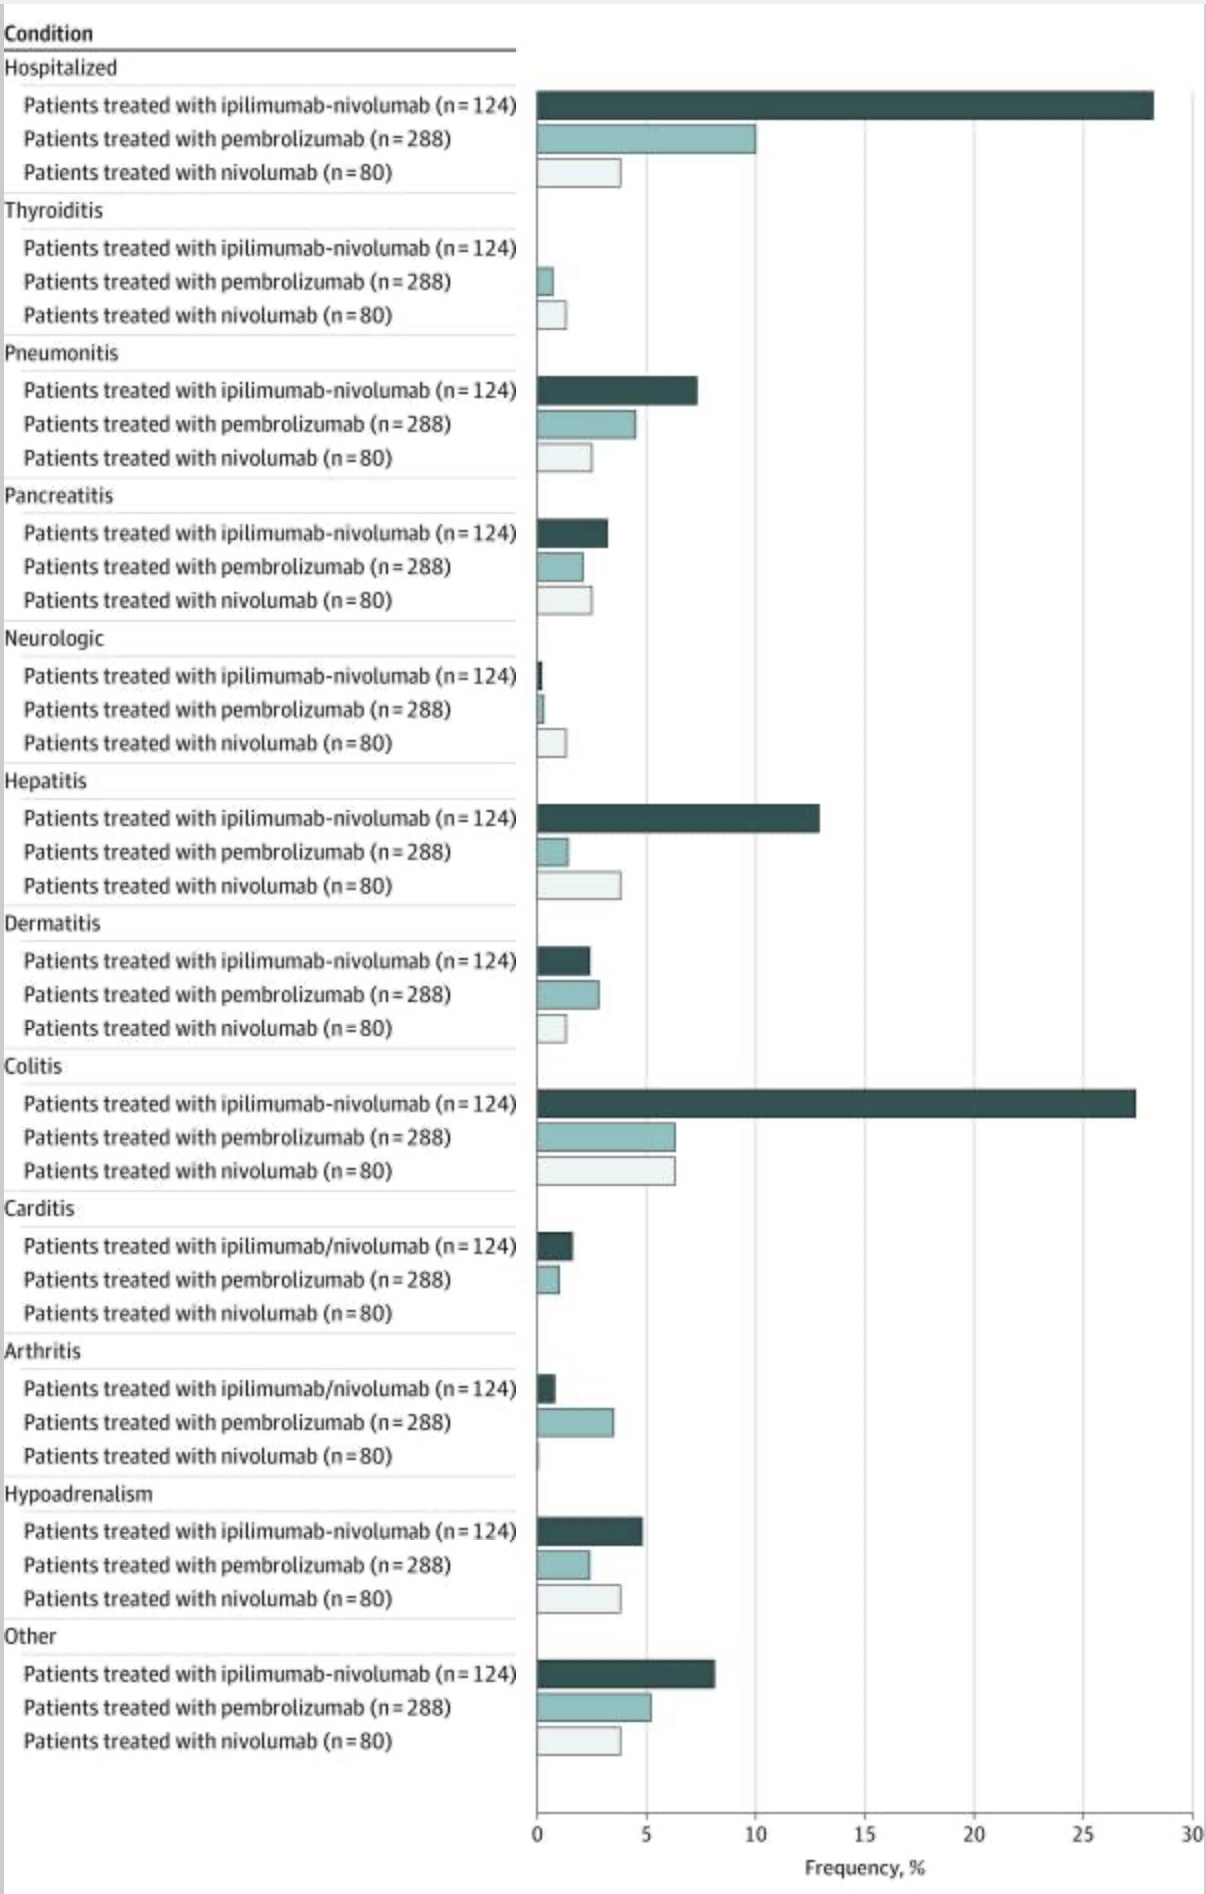 Condition
Hospitalized
Patients treated with ipilimumab-nivolumab (n=124)
Patients treated with pembrolizumab (n=288)
Patients treated with nivolumab (n=80)
Thyroiditis
Patients treated with ipilimumab-nivolumab (n=124)
Patients treated with pembrolizumab (n=288)
Patients treated with nivolumab (n=80)
Pneumonitis
Patients treated with ipilimumab-nivolumab (n=124)
Patients treated with pembrolizumab (n=288)
Patients treated with nivolumab (n=80)
Pancreatitis
Patients treated with ipilimumab-nivolumab (n=124)
Patients treated with pembrolizumab (n=288)
Patients treated with nivolumab (n=80)
Neurologic
Patients treated with ipilimumab-nivolumab (n=124)
Patients treated with pembrolizumab (n=288)
Patients treated with nivolumab (n=80)
Hepatitis
Patients treated with ipilimumab-nivolumab (n=124)
Patients treated with pembrolizumab (n=288)
Patients treated with nivolumab (n=80)
Dermatitis
Patients treated with ipilimumab-nivolumab (n=124)
Patients treated with pembrolizumab (n=288)
Patients treated with nivolumab (n=80)
Colitis
Patients treated with ipilimumab-nivolumab (n=124)
Patients treated with pembrolizumab (n=288)
Patients treated with nivolumab (n=80)
Carditis
Patients treated with ipilimumab/nivolumab (n=124)
Patients treated with pembrolizumab (n=288)
Patients treated with nivolumab (n=80)
Arthritis
Patients treated with ipilimumab/nivolumab (n=124)
Patients treated with pembrolizumab (n=288)
Patients treated with nivolumab (n=80)
Hypoadrenalism
Patients treated with ipilimumab-nivolumab (n=124)
Patients treated with pembrolizumab (n=288)
Patients treated with nivolumab (n=80)
Other
Patients treated with ipilimumab-nivolumab (n=124)
Patients treated with pembrolizumab (n=288)
Patients treated with nivolumab (n=80)
0 5 10 15 20 25 30
Frequency, %